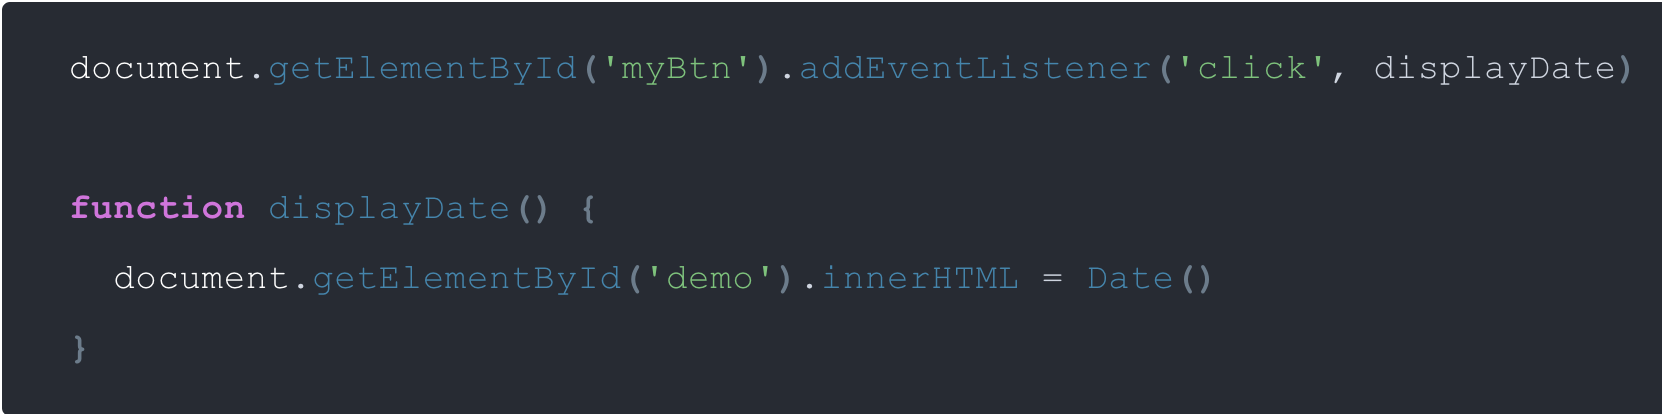 document.getElementById('myBtn').addEventListener('click', displayDate)
function displayDate() {
  document.getElementById('demo').innerHTML = Date()
}